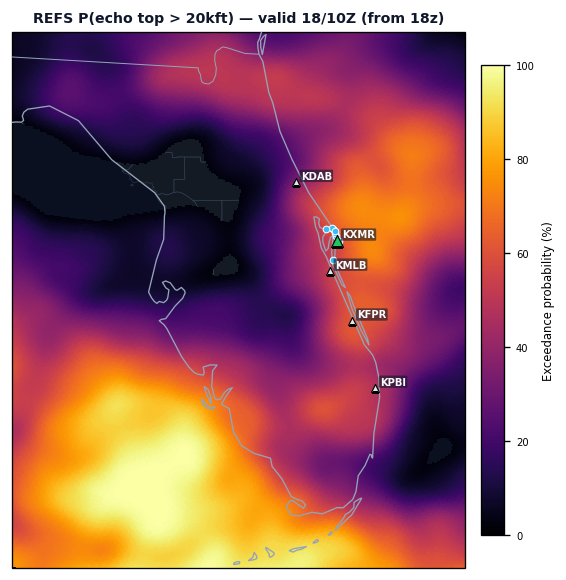 REFS P(echo top > 20kft) — valid 18/10Z (from 18z)
KDAB
KXMR
KMLB
KFPR
KPBI
100
80
60
40
20
0
Exceedance probability (%)